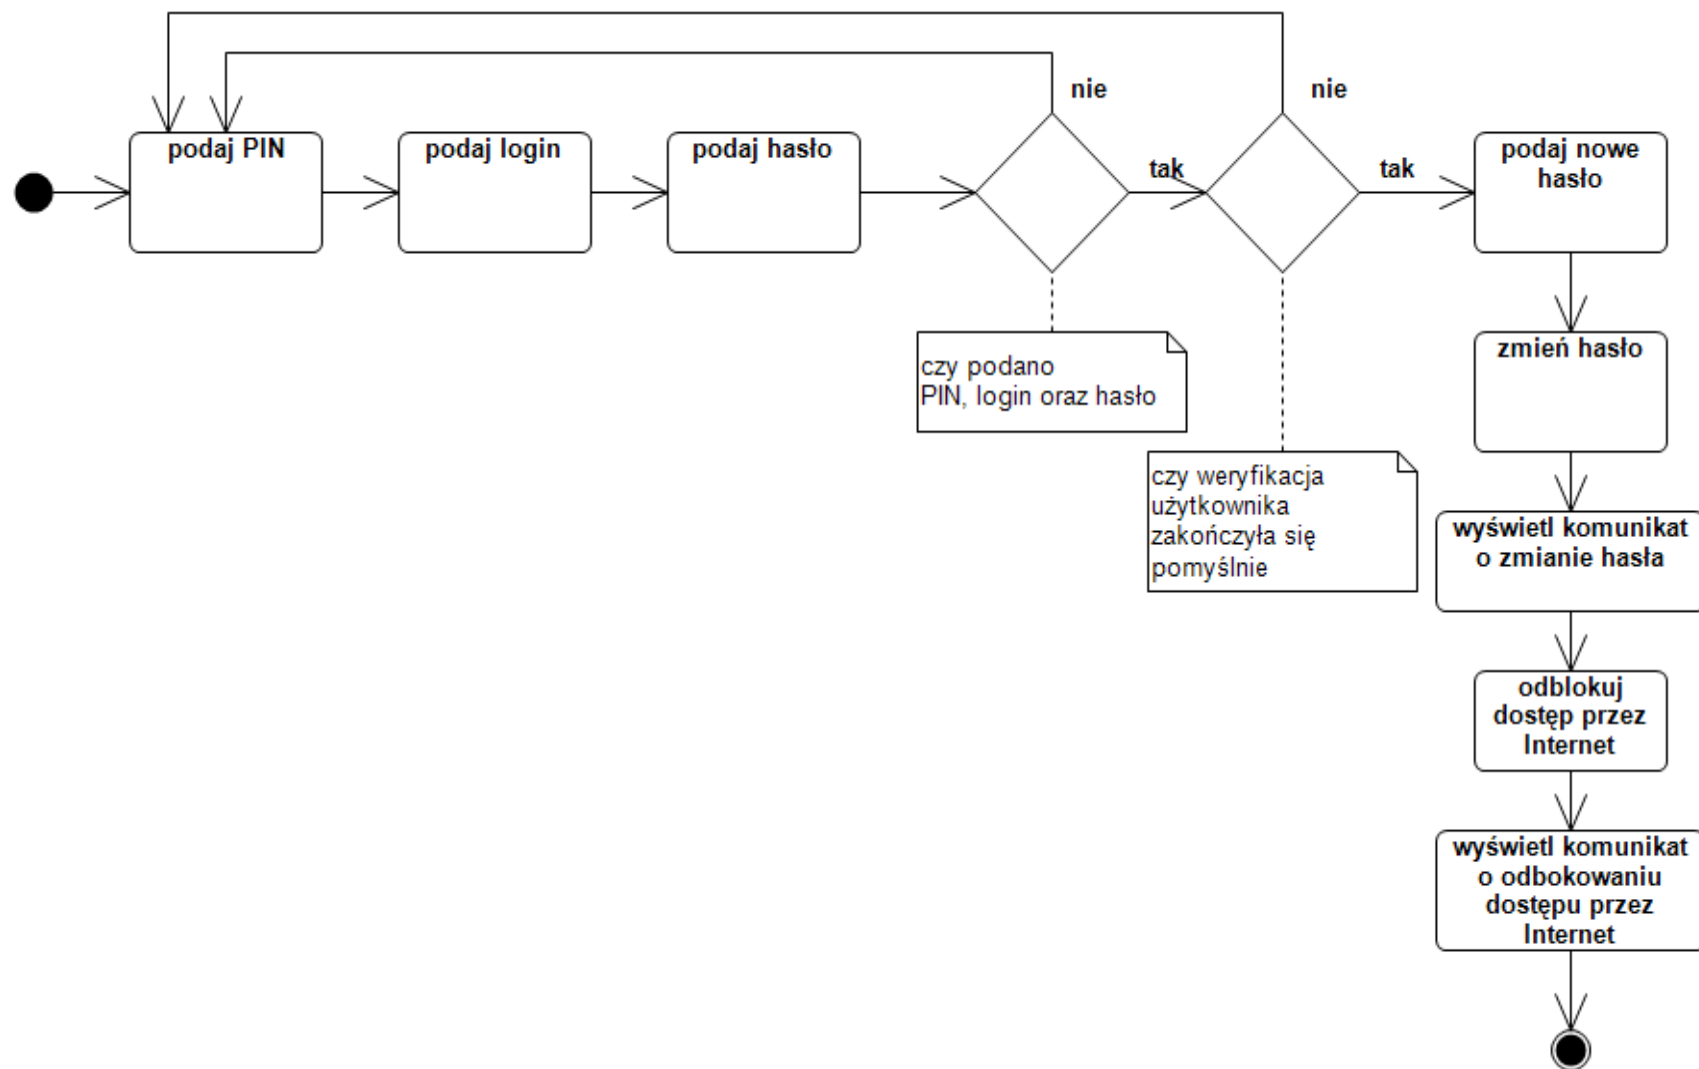 nie
nie
podaj PIN
podaj login
podaj hasło
tak
tak
podaj nowe
hasło
czy podano
PIN, login oraz hasło
zmień hasło
czy weryfikacja
użytkownika
zakończyła się
pomyślnie
wyświetl komunikat
o zmianie hasła
odblokuj
dostęp przez
Internet
wyświetl komunikat
o odbokowaniu
dostępu przez
Internet